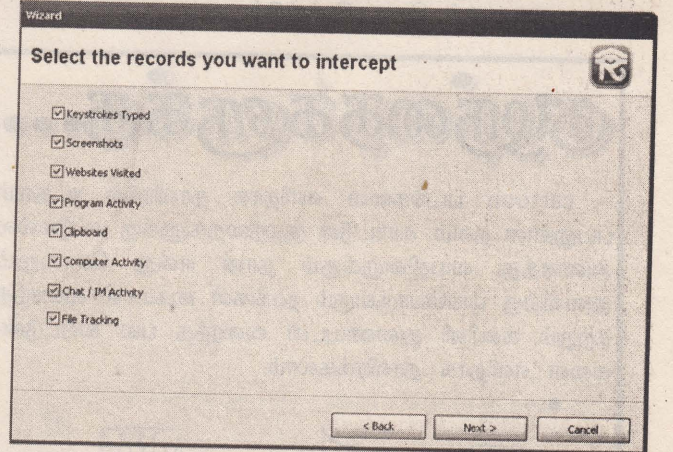 Wizard
Select the records you want to intercept
Keystrokes Typed
Screenshots
Websites Visited
Program Activity
Clipboard
Computer Activity
Chat / IM Activity
File Tracking
< Back Next > Cancel